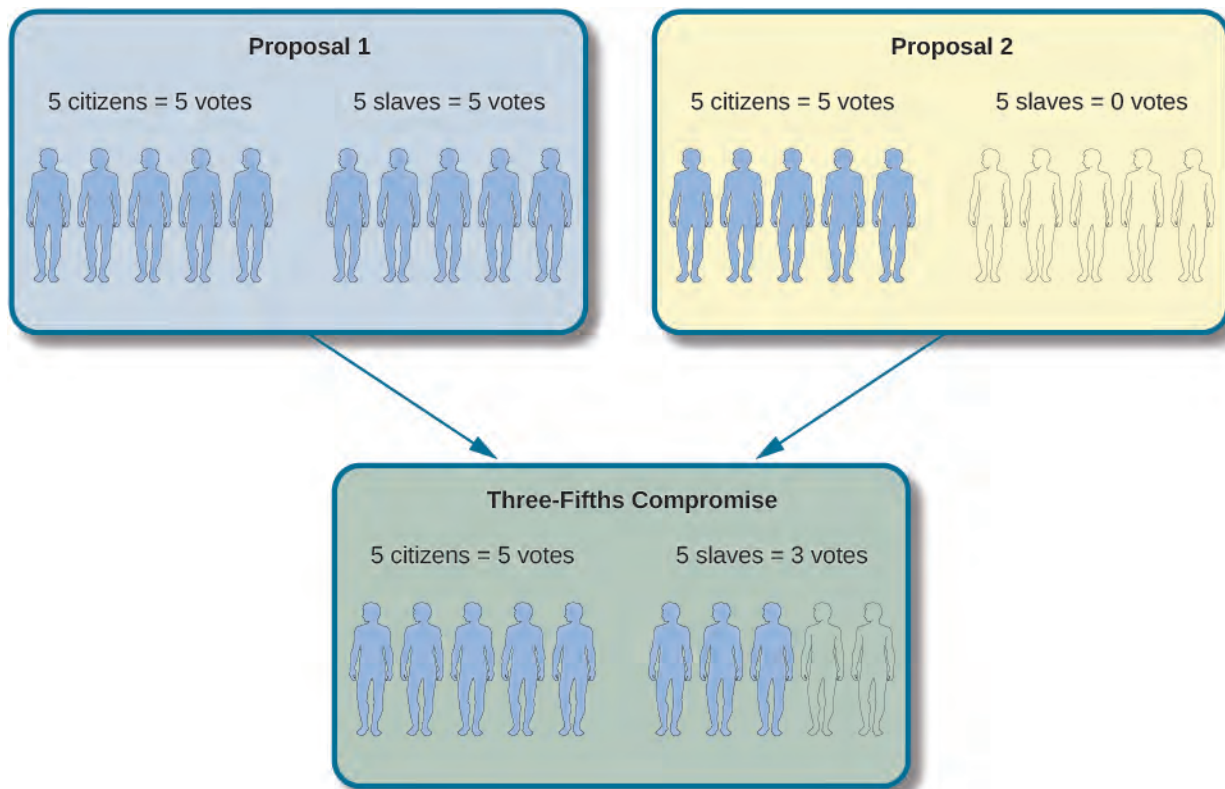 Proposal 1
5 citizens = 5 votes
5 slaves = 5 votes
Proposal 2
5 citizens = 5 votes
5 slaves = 0 votes
Three-Fifths Compromise
5 citizens = 5 votes
5 slaves = 3 votes